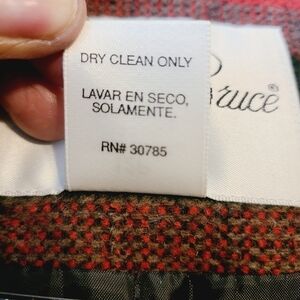 DRY CLEAN ONLY
LAVAR EN SECO,
SOLAMENTE.
RN# 30785